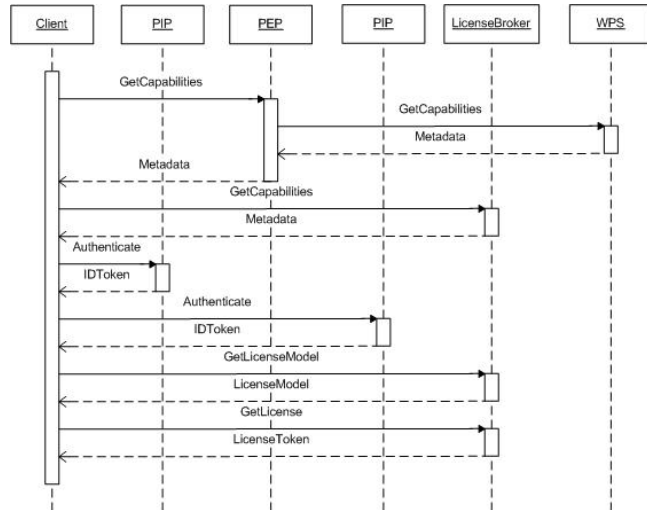 Client
PIP
PEP
PIP
LicenseBroker
WPS
GetCapabilities
GetCapabilities
Metadata
Metadata
GetCapabilities
Metadata
Authenticate
IDToken
Authenticate
IDToken
GetLicenseModel
LicenseModel
GetLicense
LicenseToken